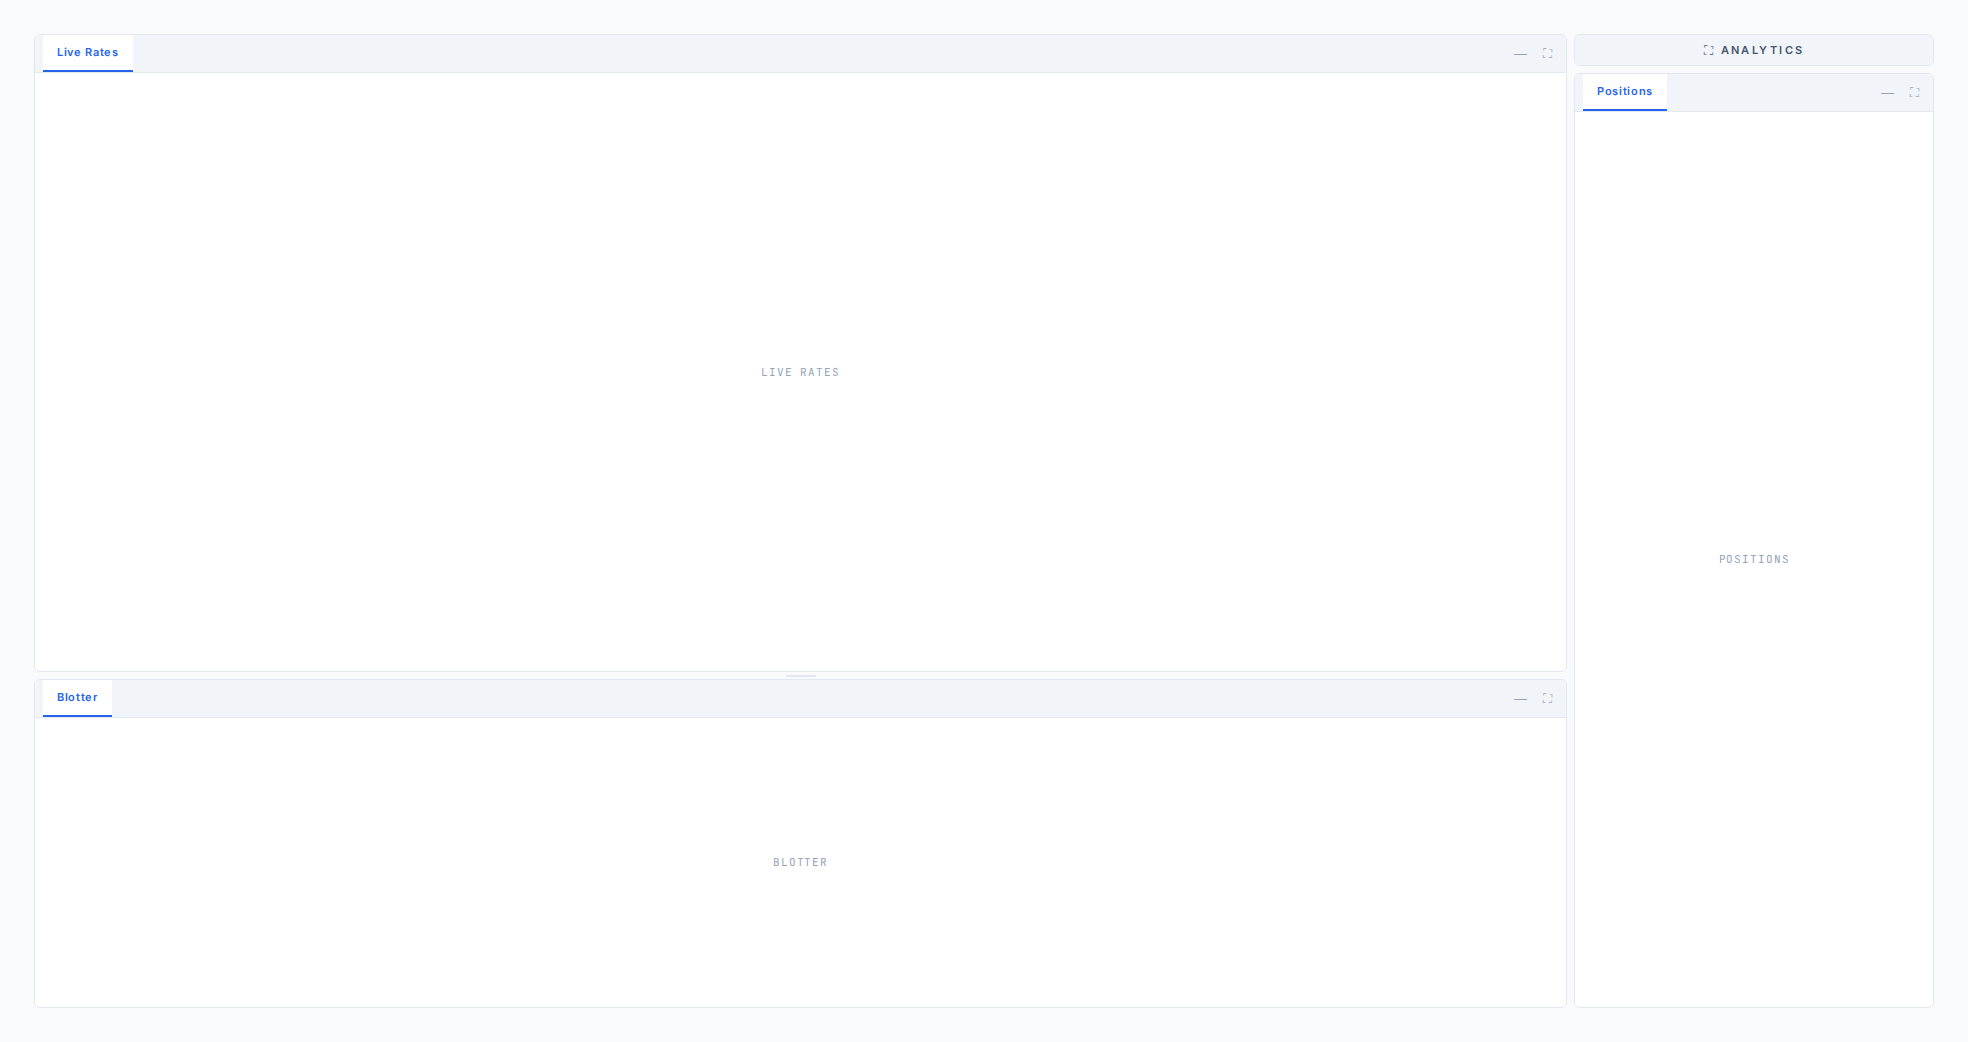 Live Rates
LIVE RATES
Blotter
BLOTTER
ANALYTICS
Positions
POSITIONS